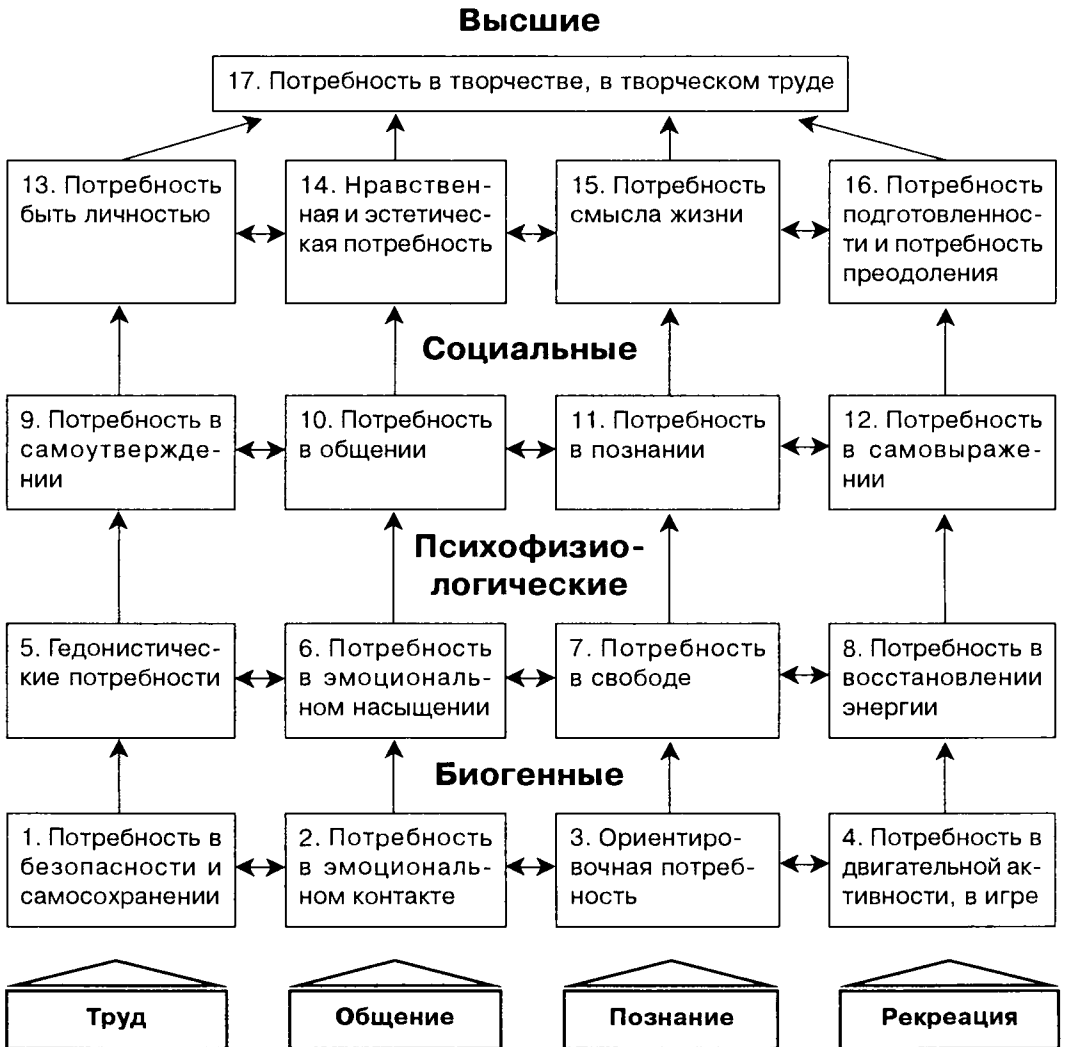 Высшие
17. Потребность в творчестве, в творческом труде
13. Потребность
быть личностью
14. Нравствен-
ная и эстетичес-
кая потребность
15. Потребность
смысла жизни
16. Потребность
подготовленнос-
ти и потребность
преодоления
Социальные
9. Потребность в
самоутвержде-
нии
10. Потребность
в общении
11. Потребность
в познании
12. Потребность
в самовыраже-
нии
Психофизио-
логические
5. Гедонистичес-
кие потребности
6. Потребность
в эмоциональ-
ном насыщении
7. Потребность
в свободе
8. Потребность в
восстановлении
энергии
Биогенные
1. Потребность в
безопасности и
самосохранении
2. Потребность
в эмоциональ-
ном контакте
3. Ориентиро-
вочная потреб-
ность
4. Потребность в
двигательной ак-
тивности, в игре
Труд
Общение
Познание
Рекреация